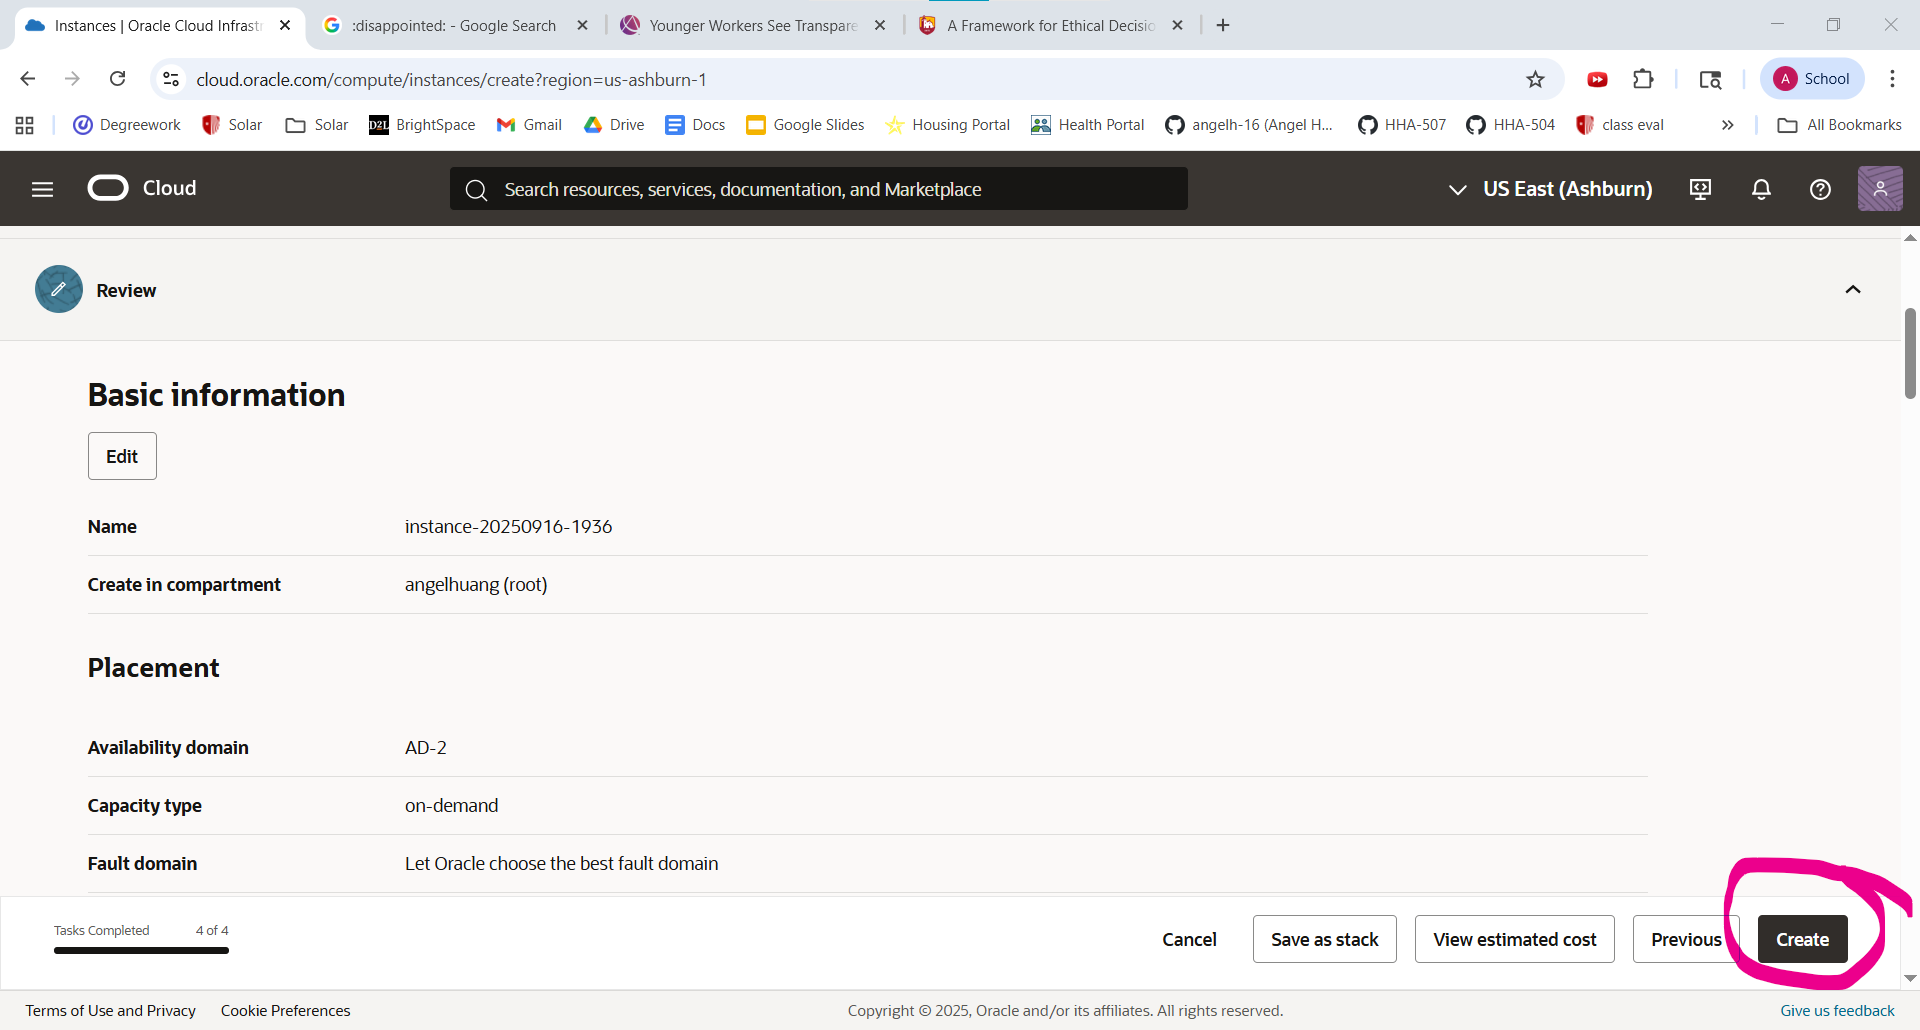 Instances | Oracle Cloud Infrastr
:disappointed: - Google Search
Younger Workers See Transpare
A Framework for Ethical Decisio
cloud.oracle.com/compute/instances/create?region=us-ashburn-1
A School
Degreework
Solar
Solar
D2L BrightSpace
Gmail
Drive
Docs
Google Slides
Housing Portal
Health Portal
angelh-16 (Angel H...
HHA-507
HHA-504
class eval
All Bookmarks
Cloud
Search resources, services, documentation, and Marketplace
US East (Ashburn)
Review
Basic information
Edit
Name instance-20250916-1936
Create in compartment angelhuang (root)
Placement
Availability domain AD-2
Capacity type on-demand
Fault domain Let Oracle choose the best fault domain
Tasks Completed 4 of 4
Cancel
Save as stack
View estimated cost
Previous
Create
Terms of Use and Privacy
Cookie Preferences
Copyright © 2025, Oracle and/or its affiliates. All rights reserved.
Give us feedback